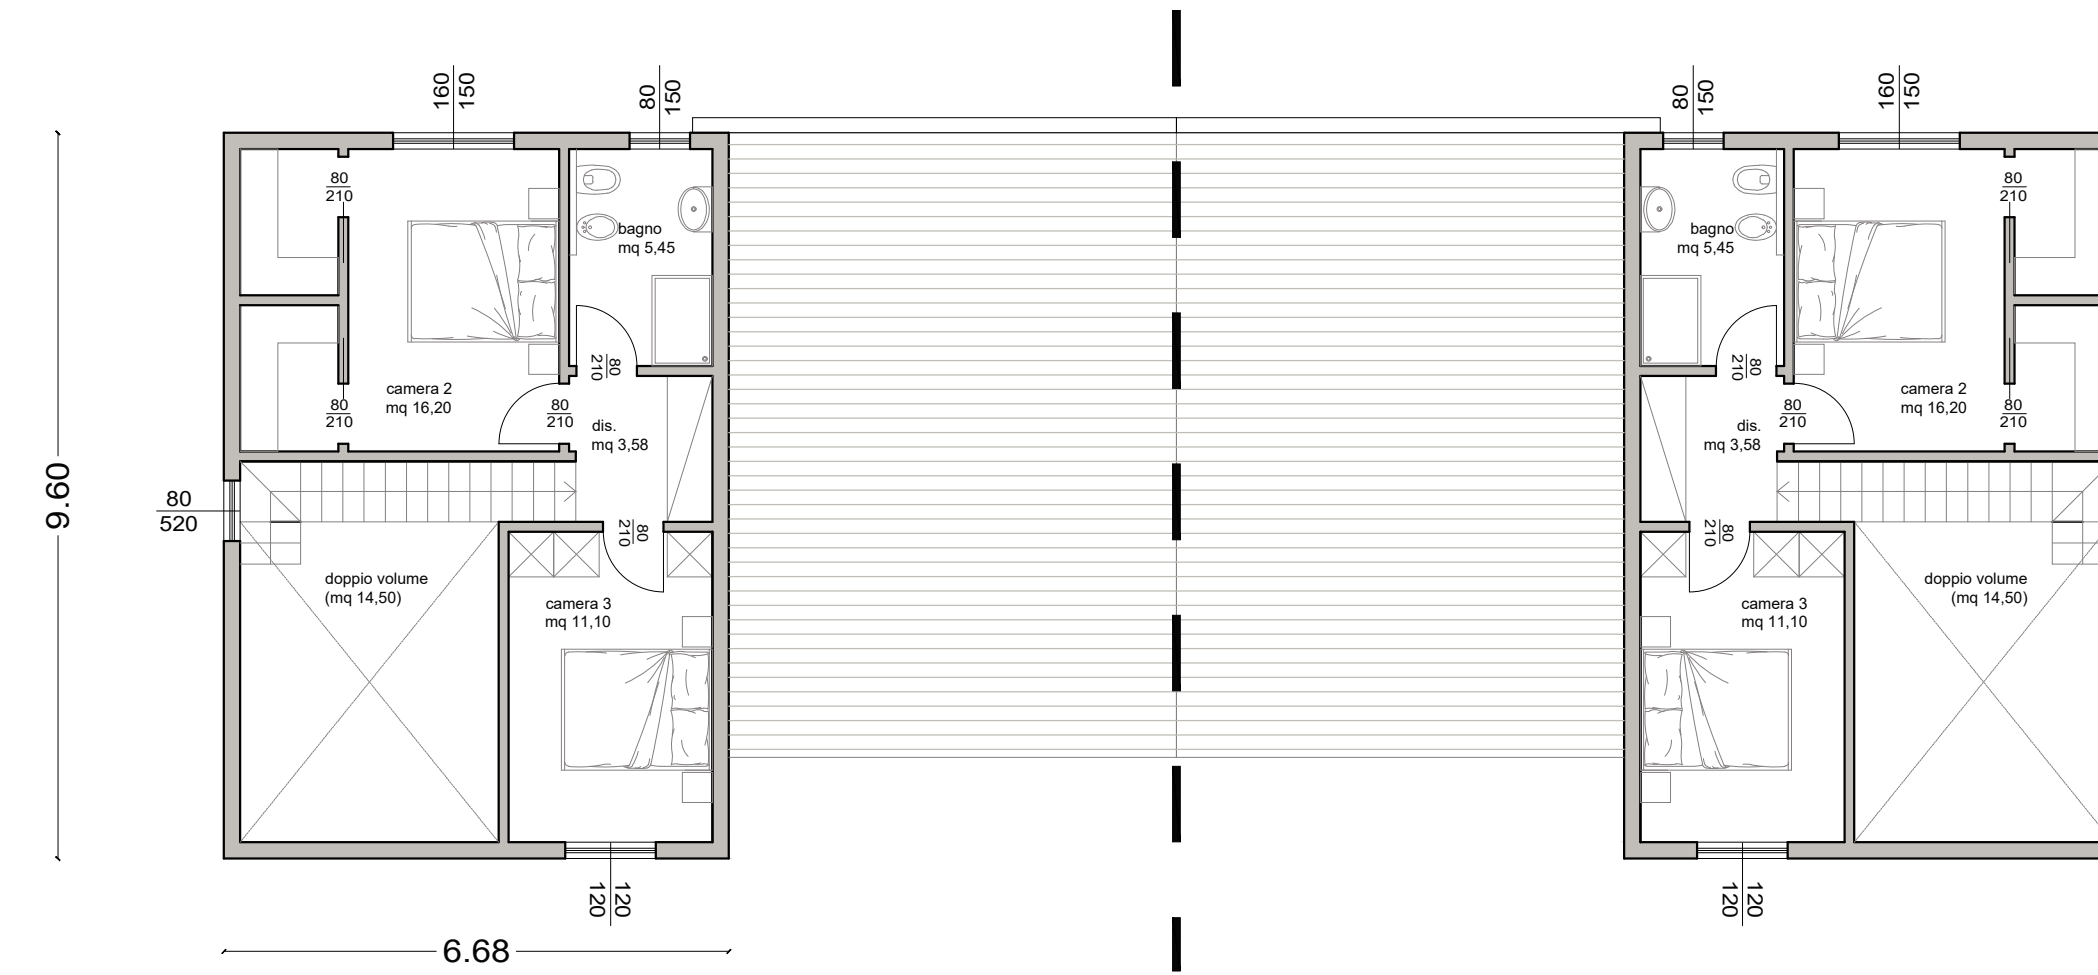 160
150
80
150
80
150
160
150
80
210
bagno
mq 5,45
80
210
camera 2
mq 16,20
80
210
80
210
dis.
mq 3,58
80
520
80
210
doppio volume
(mq 14,50)
camera 3
mq 11,10
120
120
9.60
6.68
bagno
mq 5,45
80
210
80
210
camera 2
mq 16,20
80
210
80
210
dis.
mq 3,58
80
210
camera 3
mq 11,10
doppio volume
(mq 14,50)
120
120